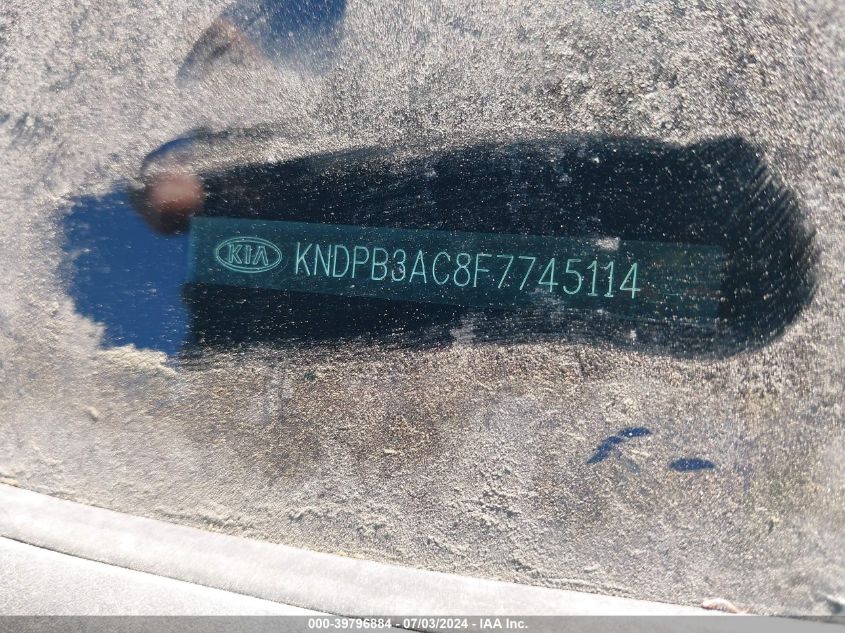 KIA KNDPB3AC8F7745114
000-39796884 - 07/03/2024 - IAA Inc.